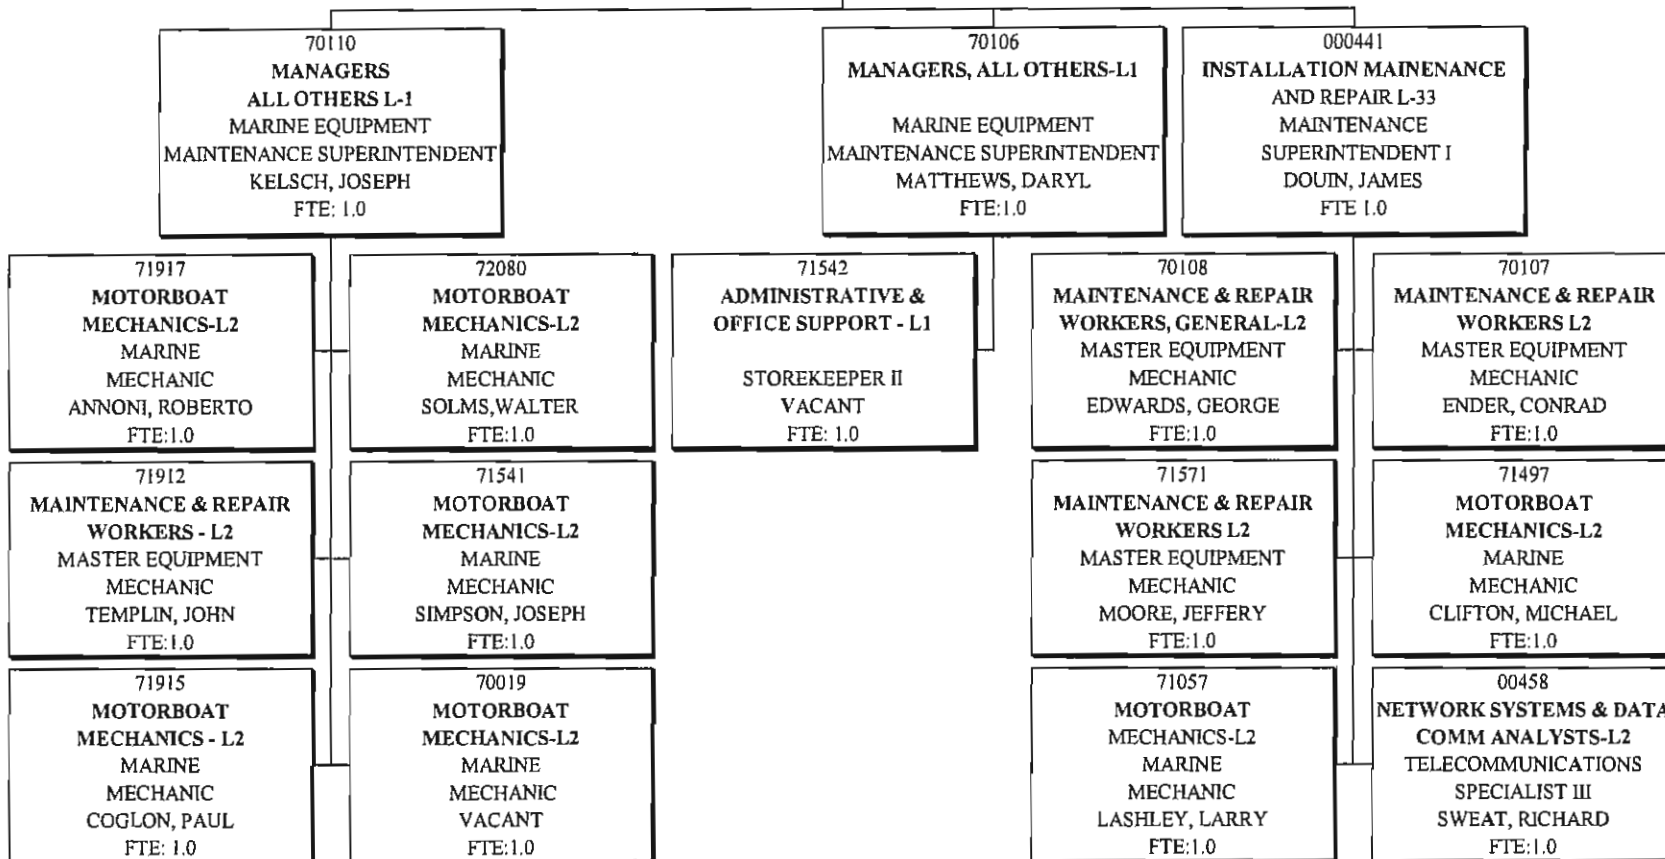 70110
MANAGERS
ALL OTHERS L-1
MARINE EQUIPMENT
MAINTENANCE SUPERINTENDENT
KELSCH, JOSEPH
FTE: 1.0
70106
MANAGERS, ALL OTHERS-L1
MARINE EQUIPMENT
MAINTENANCE SUPERINTENDENT
MATTHEWS, DARYL
FTE:1.0
000441
INSTALLATION MAINENANCE
AND REPAIR L-33
MAINTENANCE
SUPERINTENDENT I
DOUIN, JAMES
FTE 1.0
71917
MOTORBOAT
MECHANICS-L2
MARINE
MECHANIC
ANNONI, ROBERTO
FTE:1.0
72080
MOTORBOAT
MECHANICS-L2
MARINE
MECHANIC
SOLMS,WALTER
FTE:1.0
71542
ADMINISTRATIVE &
OFFICE SUPPORT - L1
STOREKEEPER II
VACANT
FTE: 1.0
70108
MAINTENANCE & REPAIR
WORKERS, GENERAL-L2
MASTER EQUIPMENT
MECHANIC
EDWARDS, GEORGE
FTE:1.0
70107
MAINTENANCE & REPAIR
WORKERS L2
MASTER EQUIPMENT
MECHANIC
ENDER, CONRAD
FTE:1.0
71912
MAINTENANCE & REPAIR
WORKERS - L2
MASTER EQUIPMENT
MECHANIC
TEMPLIN, JOHN
FTE:1.0
71541
MOTORBOAT
MECHANICS-L2
MARINE
MECHANIC
SIMPSON, JOSEPH
FTE:1.0
71571
MAINTENANCE & REPAIR
WORKERS L2
MASTER EQUIPMENT
MECHANIC
MOORE, JEFFERY
FTE:1.0
71497
MOTORBOAT
MECHANICS-L2
MARINE
MECHANIC
CLIFTON, MICHAEL
FTE:1.0
71915
MOTORBOAT
MECHANICS - L2
MARINE
MECHANIC
COGLON, PAUL
FTE: 1.0
70019
MOTORBOAT
MECHANICS-L2
MARINE
MECHANIC
VACANT
FTE:1.0
71057
MOTORBOAT
MECHANICS-L2
MARINE
MECHANIC
LASHLEY, LARRY
FTE:1.0
00458
NETWORK SYSTEMS & DATA
COMM ANALYSTS-L2
TELECOMMUNICATIONS
SPECIALIST III
SWEAT, RICHARD
FTE:1.0